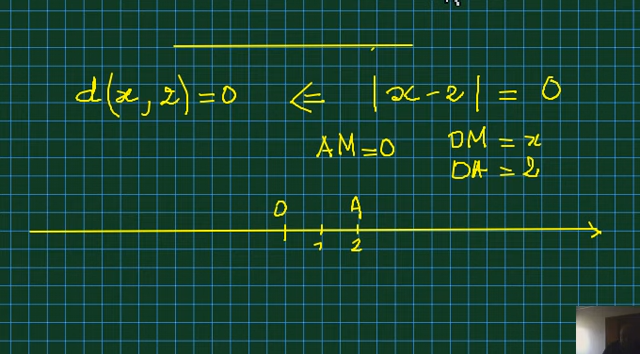 d(x, 2) = 0 <= |x - 2| = 0
AM = 0 OM = x
OA = 2
O A
1 2